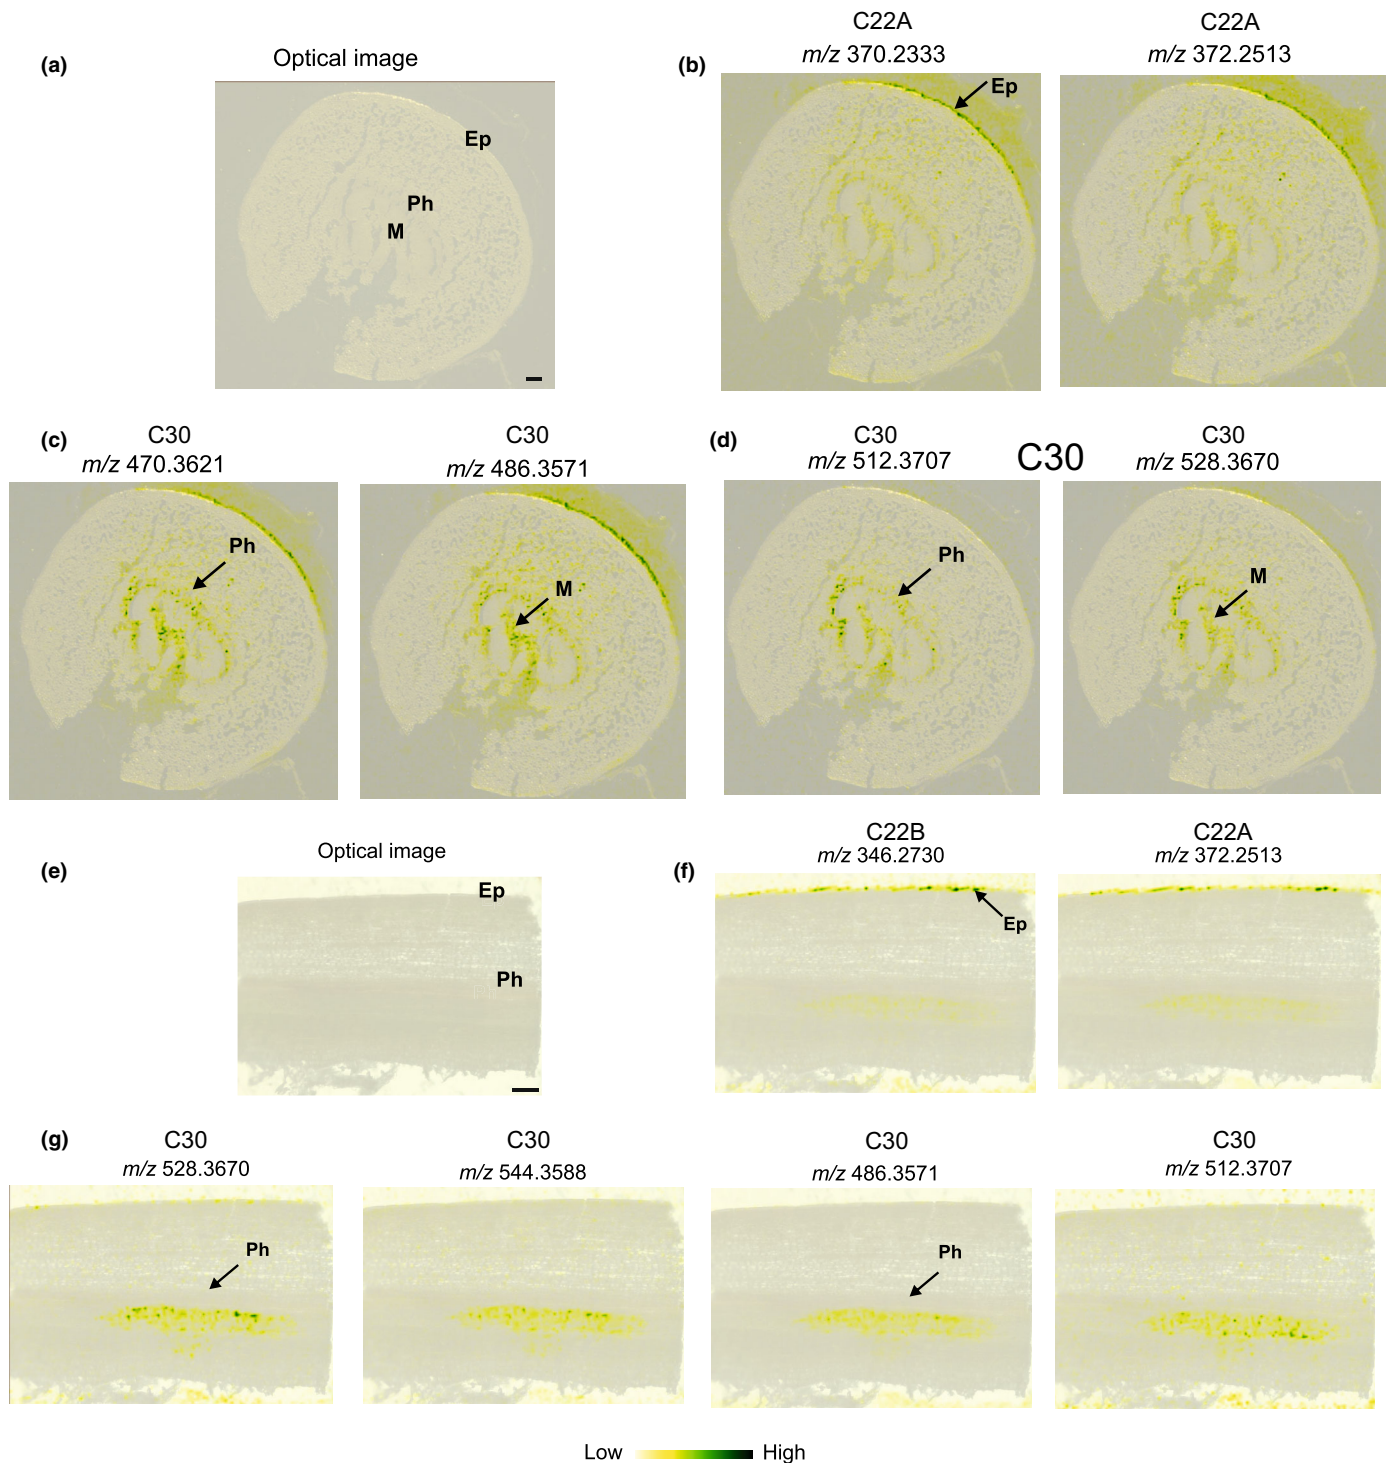 (a)
Optical image
Ep
Ph
M
(b)
C22A
m/z 370.2333
Ep
C22A
m/z 372.2513
(c)
C30
m/z 470.3621
Ph
C30
m/z 486.3571
M
(d)
C30
m/z 512.3707
Ph
C30
C30
m/z 528.3670
M
(e)
Optical image
Ep
Ph
(f)
C22B
m/z 346.2730
Ep
C22A
m/z 372.2513
(g)
C30
m/z 528.3670
Ph
C30
m/z 544.3588
C30
m/z 486.3571
Ph
C30
m/z 512.3707
Low
High